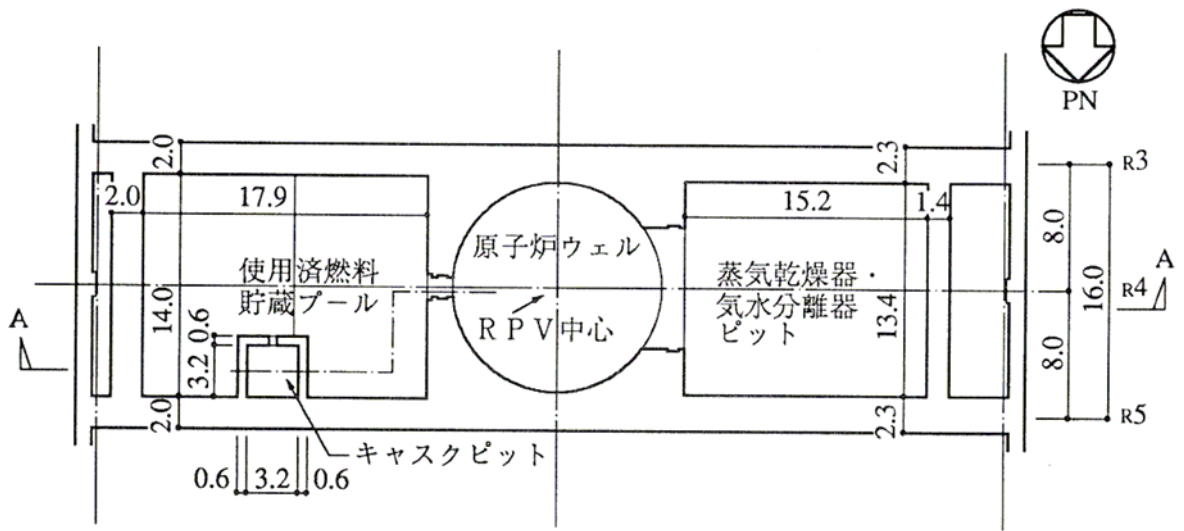 PN
2.0
2.3
R3
2.0
17.9
15.2
1.4
8.0
原子炉ウェル
使用済燃料
貯蔵プール
蒸気乾燥器・
気水分離器
ピット
A
R4
16.0
14.0
13.4
RPV中心
A
0.6
3.2
8.0
2.0
2.3
R5
キャスクピット
0.6
3.2
0.6